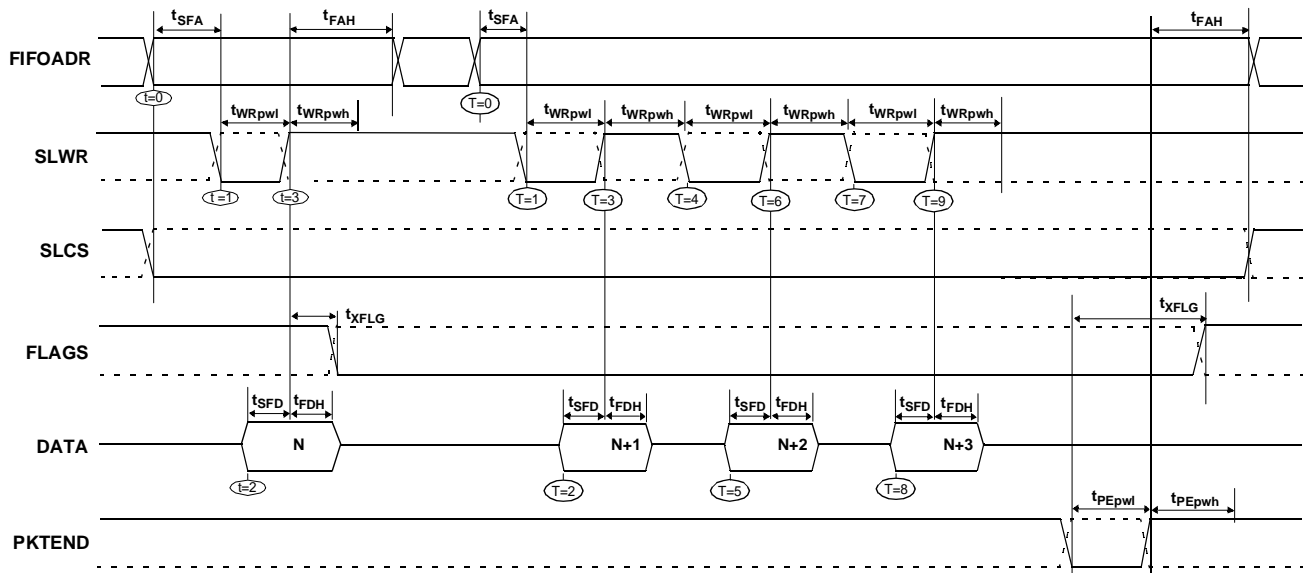 tSFA tFAH tSFA tFAH
FIFOADR
t=0 T=0
tWRpwl tWRpwh tWRpwl tWRpwh tWRpwl tWRpwh tWRpwl tWRpwh
SLWR
t =1 t=3 T=1 T=3 T=4 T=6 T=7 T=9
SLCS
tXFLG tXFLG
FLAGS
tSFD tFDH tSFD tFDH tSFD tFDH tSFD tFDH
DATA N N+1 N+2 N+3
t=2 T=2 T=5 T=8
tPEpwl tPEpwh
PKTEND